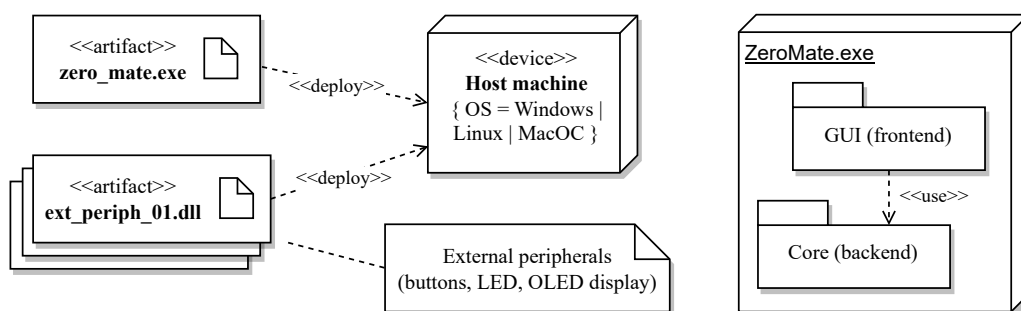 <<artifact>>
zero_mate.exe
<<deploy>>
<<device>>
Host machine
{ OS = Windows |
Linux | MacOC }
<<artifact>>
ext_periph_01.dll
<<deploy>>
External peripherals
(buttons, LED, OLED display)
ZeroMate.exe
GUI (frontend)
<<use>>
Core (backend)